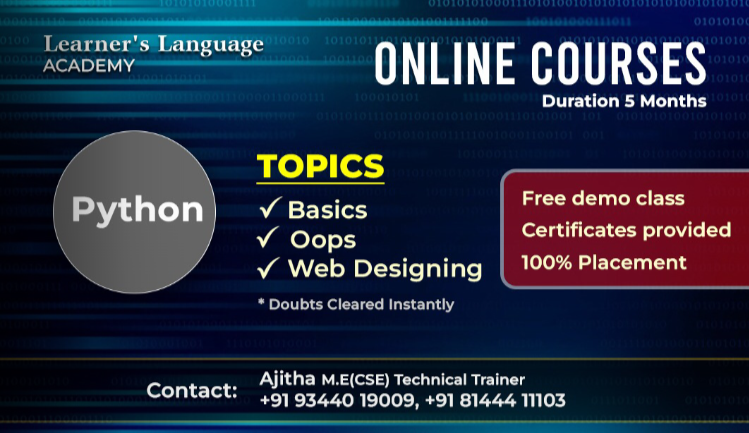 Learner's Language
ACADEMY
ONLINE COURSES
Duration 5 Months
Python
TOPICS
✓ Basics
✓ Oops
✓ Web Designing
* Doubts Cleared Instantly
Free demo class
Certificates provided
100% Placement
Contact:
Ajitha M.E(CSE) Technical Trainer
+91 93440 19009, +91 81444 11103